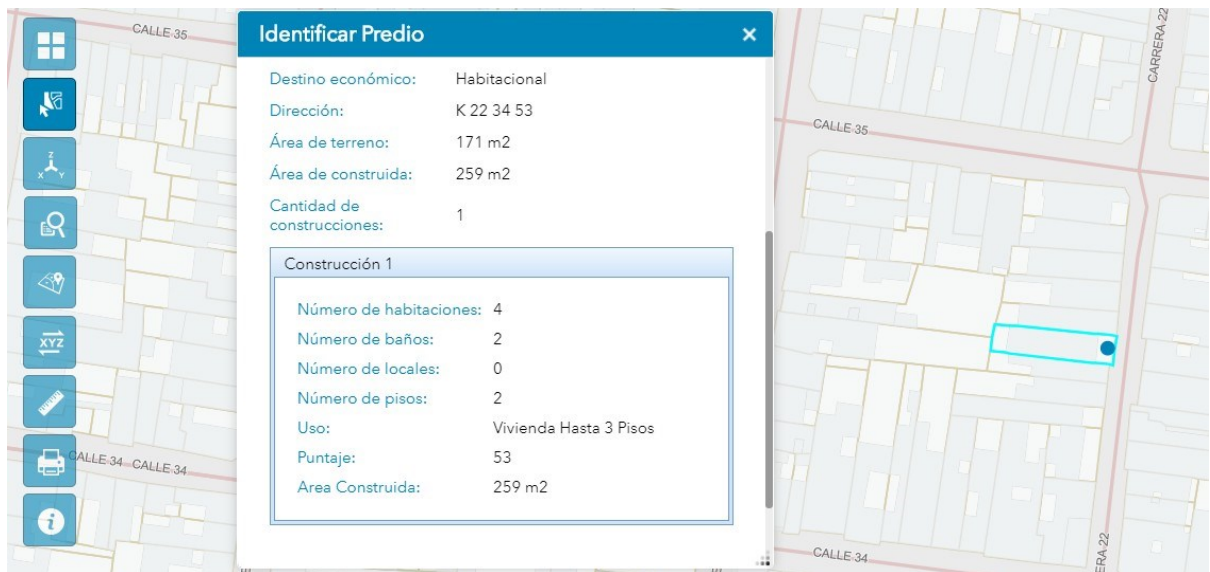 CALLE 35
Identificar Predio
×
Destino económico: Habitacional
Dirección: K 22 34 53
Área de terreno: 171 m2
Área de construida: 259 m2
Cantidad de
construcciones: 1
Construcción 1
Número de habitaciones: 4
Número de baños: 2
Número de locales: 0
Número de pisos: 2
Uso: Vivienda Hasta 3 Pisos
Puntaje: 53
Area Construida: 259 m2
Z
X Y
XYZ
CALLE 34 CALLE 34
i
CARRERA 22
CALLE 35
CALLE 34
ERA 22